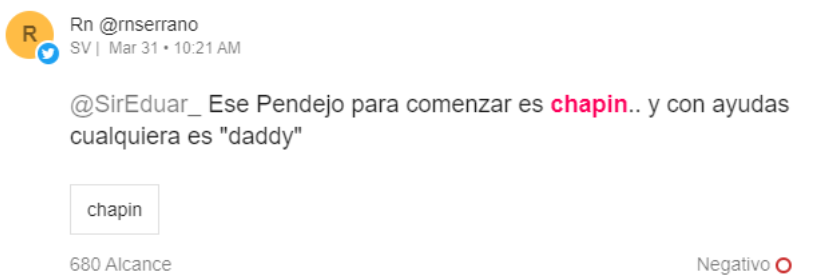 R
Rn @rnserrano
SV | Mar 31 • 10:21 AM
@SirEduar_ Ese Pendejo para comenzar es chapin.. y con ayudas
cualquiera es "daddy"
chapin
680 Alcance
Negativo